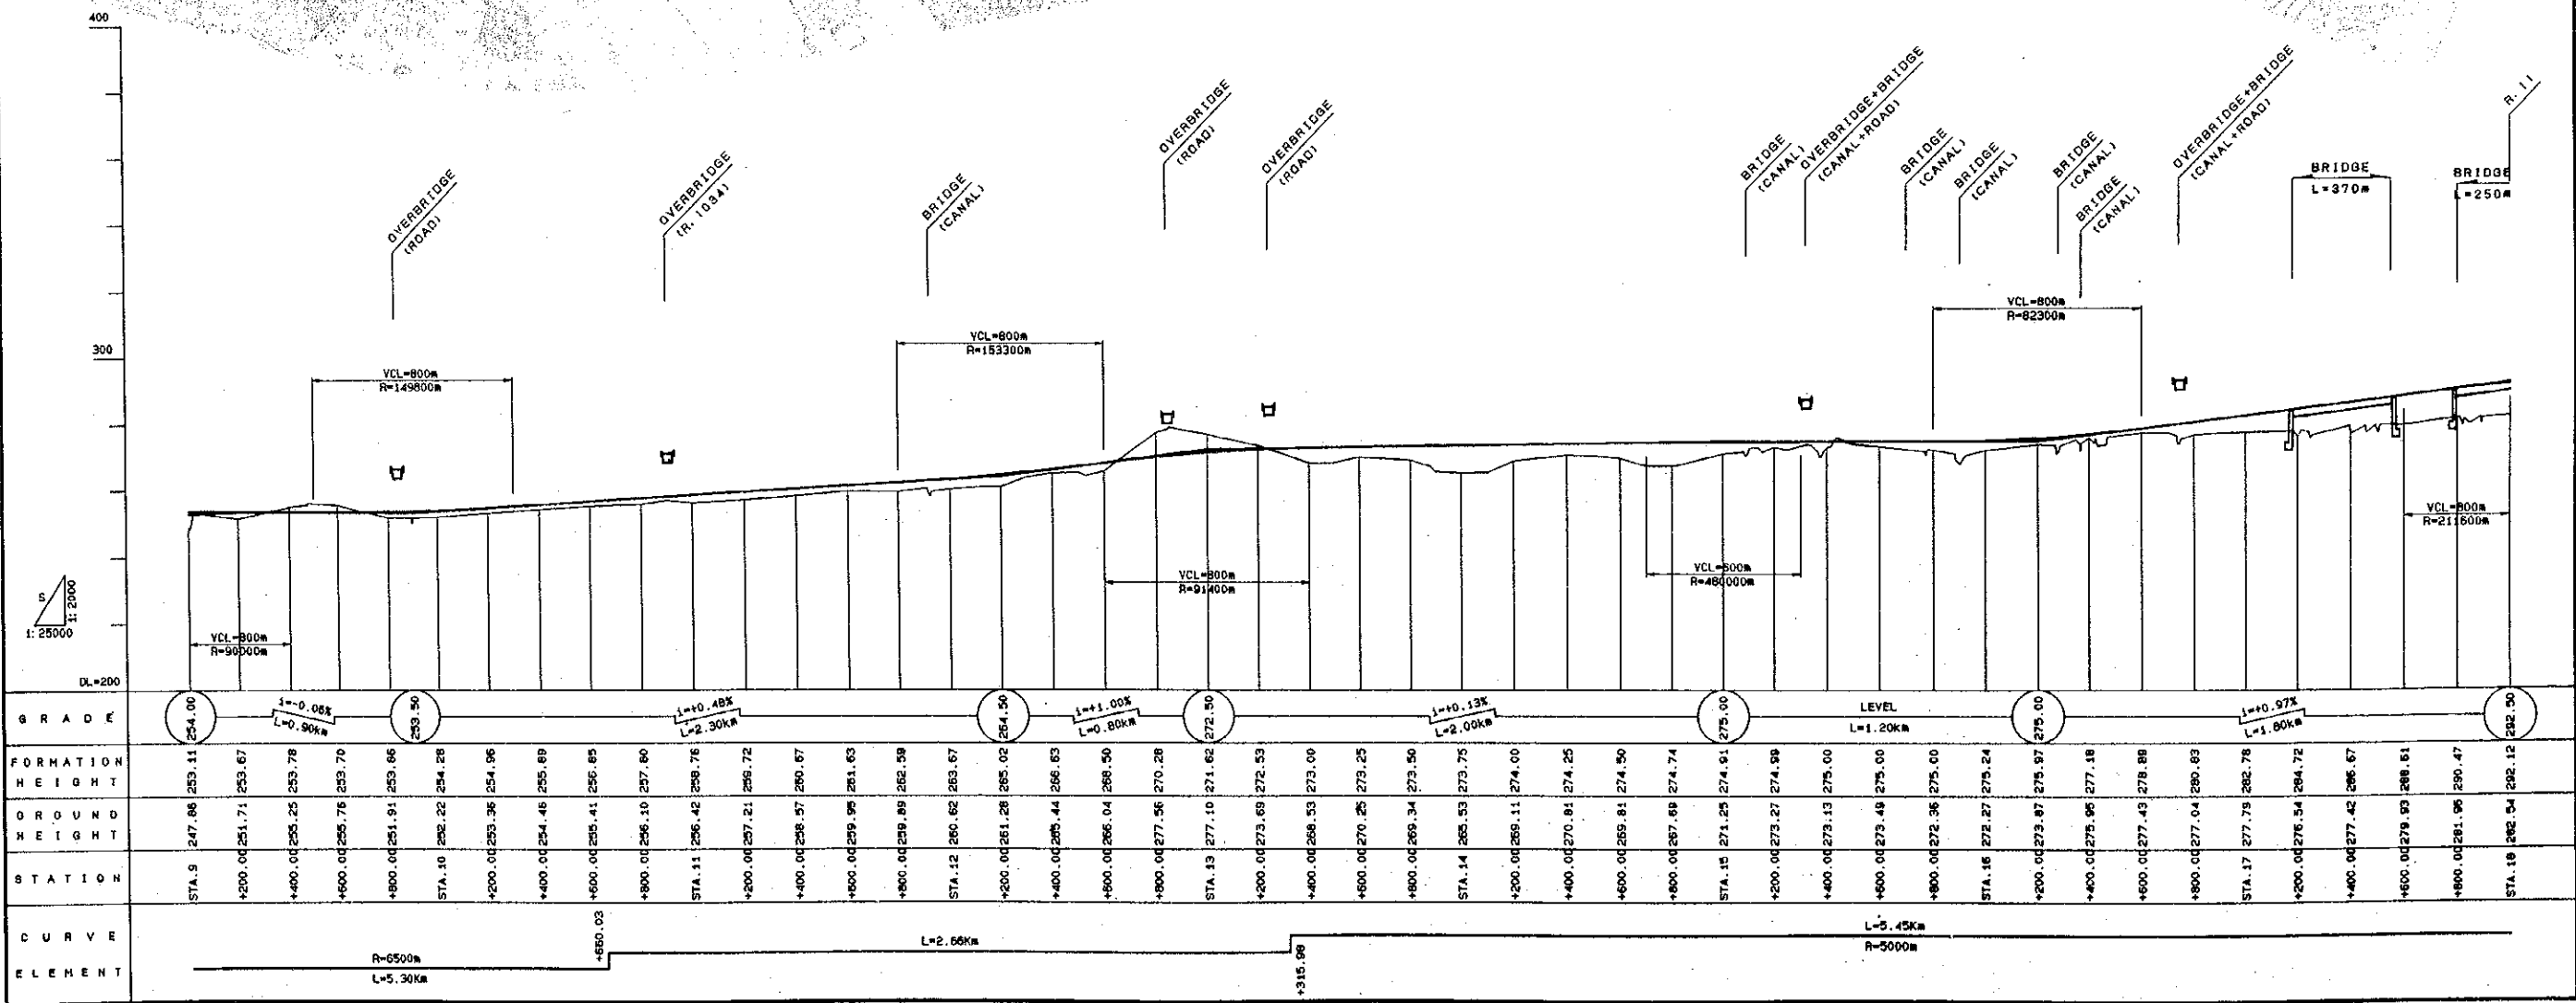 400
300
DL=200
S
1:2000
1:25000
OVERBRIDGE
(ROAD)
OVERBRIDGE
(R.1034)
BRIDGE
(CANAL)
OVERBRIDGE
(ROAD)
OVERBRIDGE
(ROAD)
BRIDGE
(CANAL)
OVERBRIDGE+BRIDGE
(CANAL+ROAD)
BRIDGE
(CANAL)
BRIDGE
(CANAL)
BRIDGE
(CANAL)
BRIDGE
(CANAL)
OVERBRIDGE+BRIDGE
(CANAL+ROAD)
BRIDGE
L=370m
BRIDGE
L=250m
R.11
VCL=800m
R=149800m
VCL=800m
R=153300m
VCL=800m
R=82300m
VCL=800m
R=90000m
VCL=800m
R=91400m
R=480000m
VCL=800m
R=211600m
GRADE
254.00
L=0.90km
253.50
i=+0.48%
L=2.30km
264.50
i=+1.00%
L=0.80km
272.50
i=+0.13%
L=2.00km
275.00
LEVEL
L=1.20km
275.00
i=+0.97%
L=1.80km
292.50
FORMATION
HEIGHT
253.11 253.67 253.78 253.70 253.86 254.28 254.96 255.89 256.85 257.80 258.76 259.72 260.67 261.63 262.59 263.67 265.02 266.63 268.50 270.28 271.62 272.53 273.00 273.25 273.50 273.75 274.00 274.25 274.50 274.74 274.91 274.99 275.00 275.00 275.00 275.24 275.97 277.18 278.89 280.83 282.78 284.72 286.67 288.61 290.47 292.12
GROUND
HEIGHT
247.86 251.71 255.25 255.76 251.91 252.22 253.36 254.45 255.41 256.10 256.42 257.21 258.57 259.95 259.89 260.62 261.28 265.44 266.04 277.56 277.10 273.69 268.53 270.25 269.34 265.53 269.11 270.81 269.81 267.69 271.25 273.27 273.13 273.49 272.36 272.27 273.87 275.95 277.43 277.04 277.79 276.54 277.42 279.93 281.95 282.54
STATION
STA.9 +200.00 +400.00 +600.00 +800.00 STA.10 +200.00 +400.00 +600.00 +800.00 STA.11 +200.00 +400.00 +600.00 +800.00 STA.12 +200.00 +400.00 +600.00 +800.00 STA.13 +200.00 +400.00 +600.00 +800.00 STA.14 +200.00 +400.00 +600.00 +800.00 STA.15 +200.00 +400.00 +600.00 +800.00 STA.16 +200.00 +400.00 +600.00 +800.00 STA.17 +200.00 +400.00 +600.00 +800.00 STA.18
CURVE
ELEMENT
R=6500m
L=5.30Km
+660.03
L=2.66Km
+315.98
L=5.45Km
R=5000m